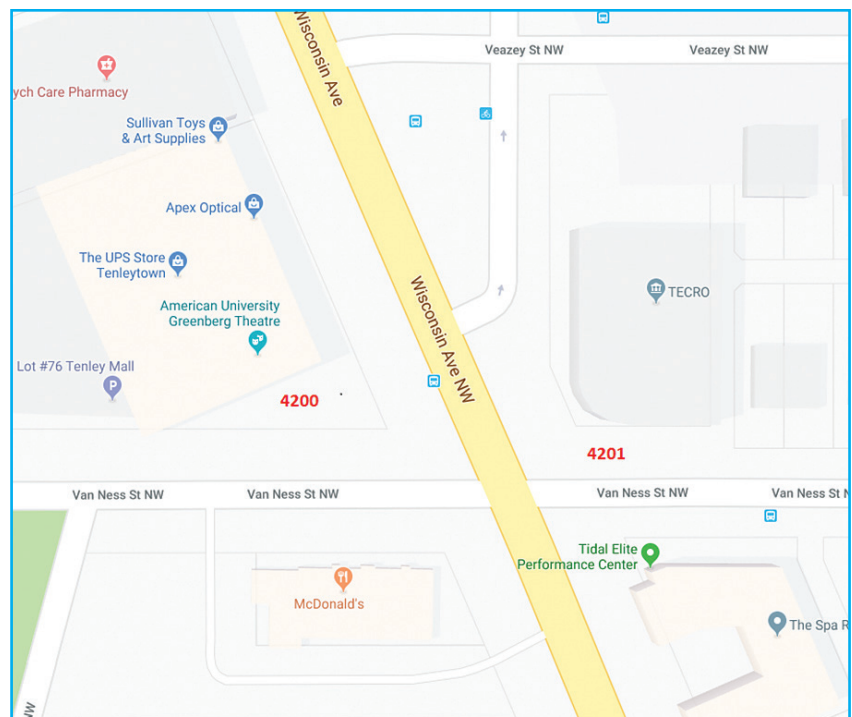 Wisconsin Ave
Veazey St NW
Veazey St NW
ych Care Pharmacy
Sullivan Toys
& Art Supplies
Apex Optical
The UPS Store
Tenleytown
American University
Greenberg Theatre
Wisconsin Ave NW
TECRO
Lot #76 Tenley Mall
P
4200
4201
Van Ness St NW
Van Ness St NW
Van Ness St NW
Van Ness St N
Tidal Elite
Performance Center
McDonald's
The Spa R
NW